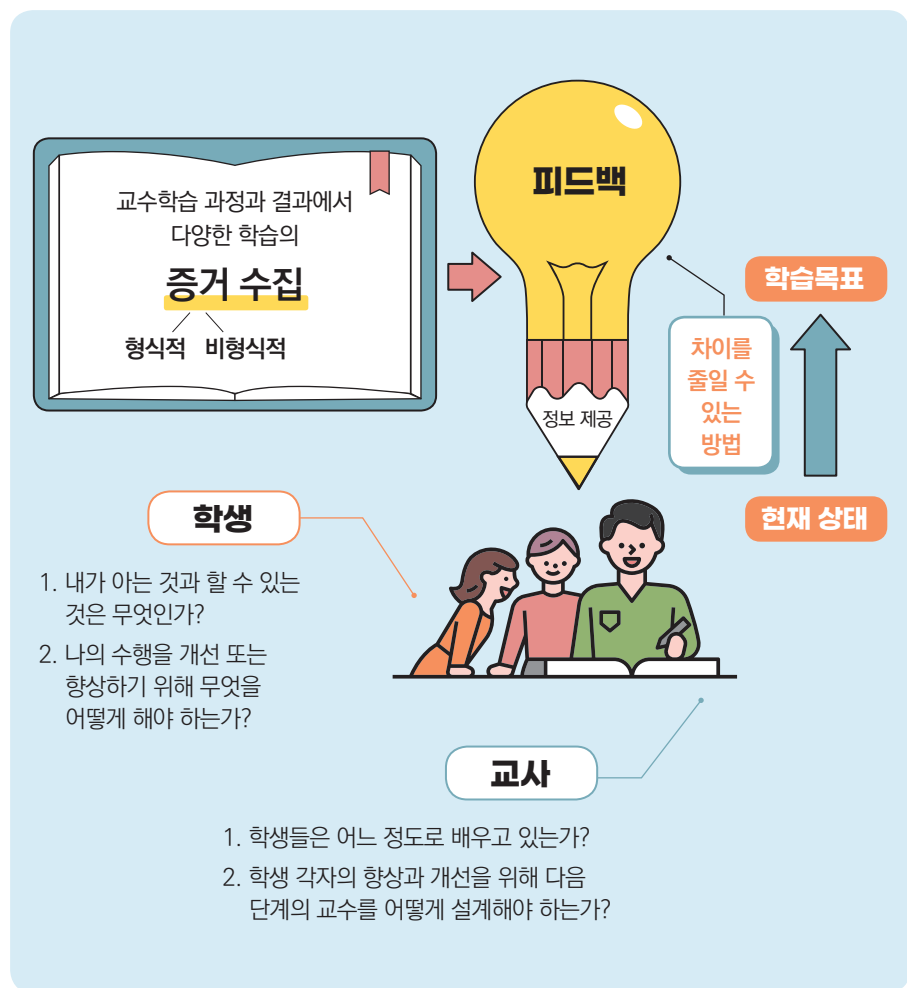 교수학습 과정과 결과에서
다양한 학습의
증거 수집
형식적 비형식적
피드백
정보 제공
학습목표
차이를
줄일 수
있는
방법
현재 상태
학생
1. 내가 아는 것과 할 수 있는
것은 무엇인가?
2. 나의 수행을 개선 또는
향상하기 위해 무엇을
어떻게 해야 하는가?
교사
1. 학생들은 어느 정도로 배우고 있는가?
2. 학생 각자의 향상과 개선을 위해 다음
단계의 교수를 어떻게 설계해야 하는가?